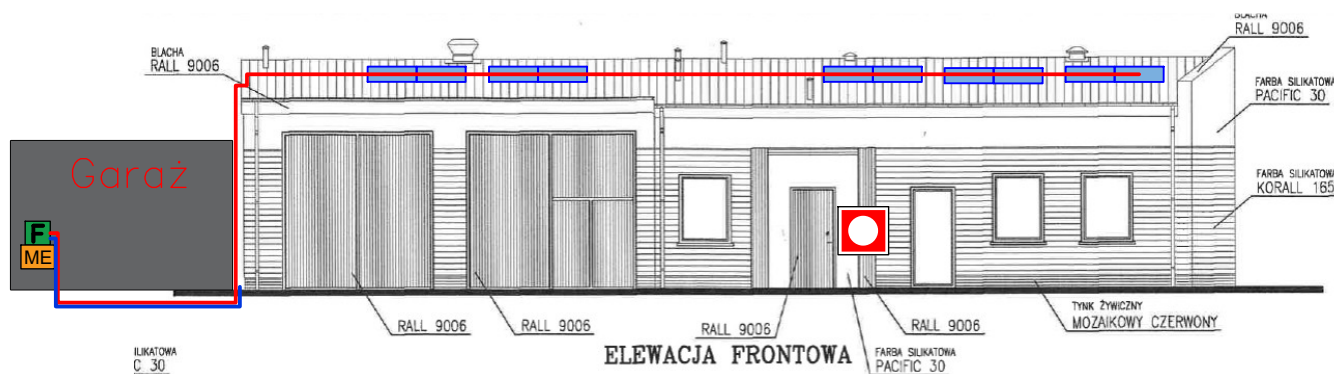 BLACHA
RALL 9006
BLACHA
RALL 9006
FARBA SILIKATOWA
PACIFIC 30
Garaż
FARBA SILIKATOWA
KORALL 165
F
ME
TYNK ŻYWICZNY
MOZAIKOWY CZERWONY
RALL 9006
RALL 9006
RALL 9006
RALL 9006
ELEWACJA FRONTOWA
FARBA SILIKATOWA
PACIFIC 30
ILIKATOWA
C 30